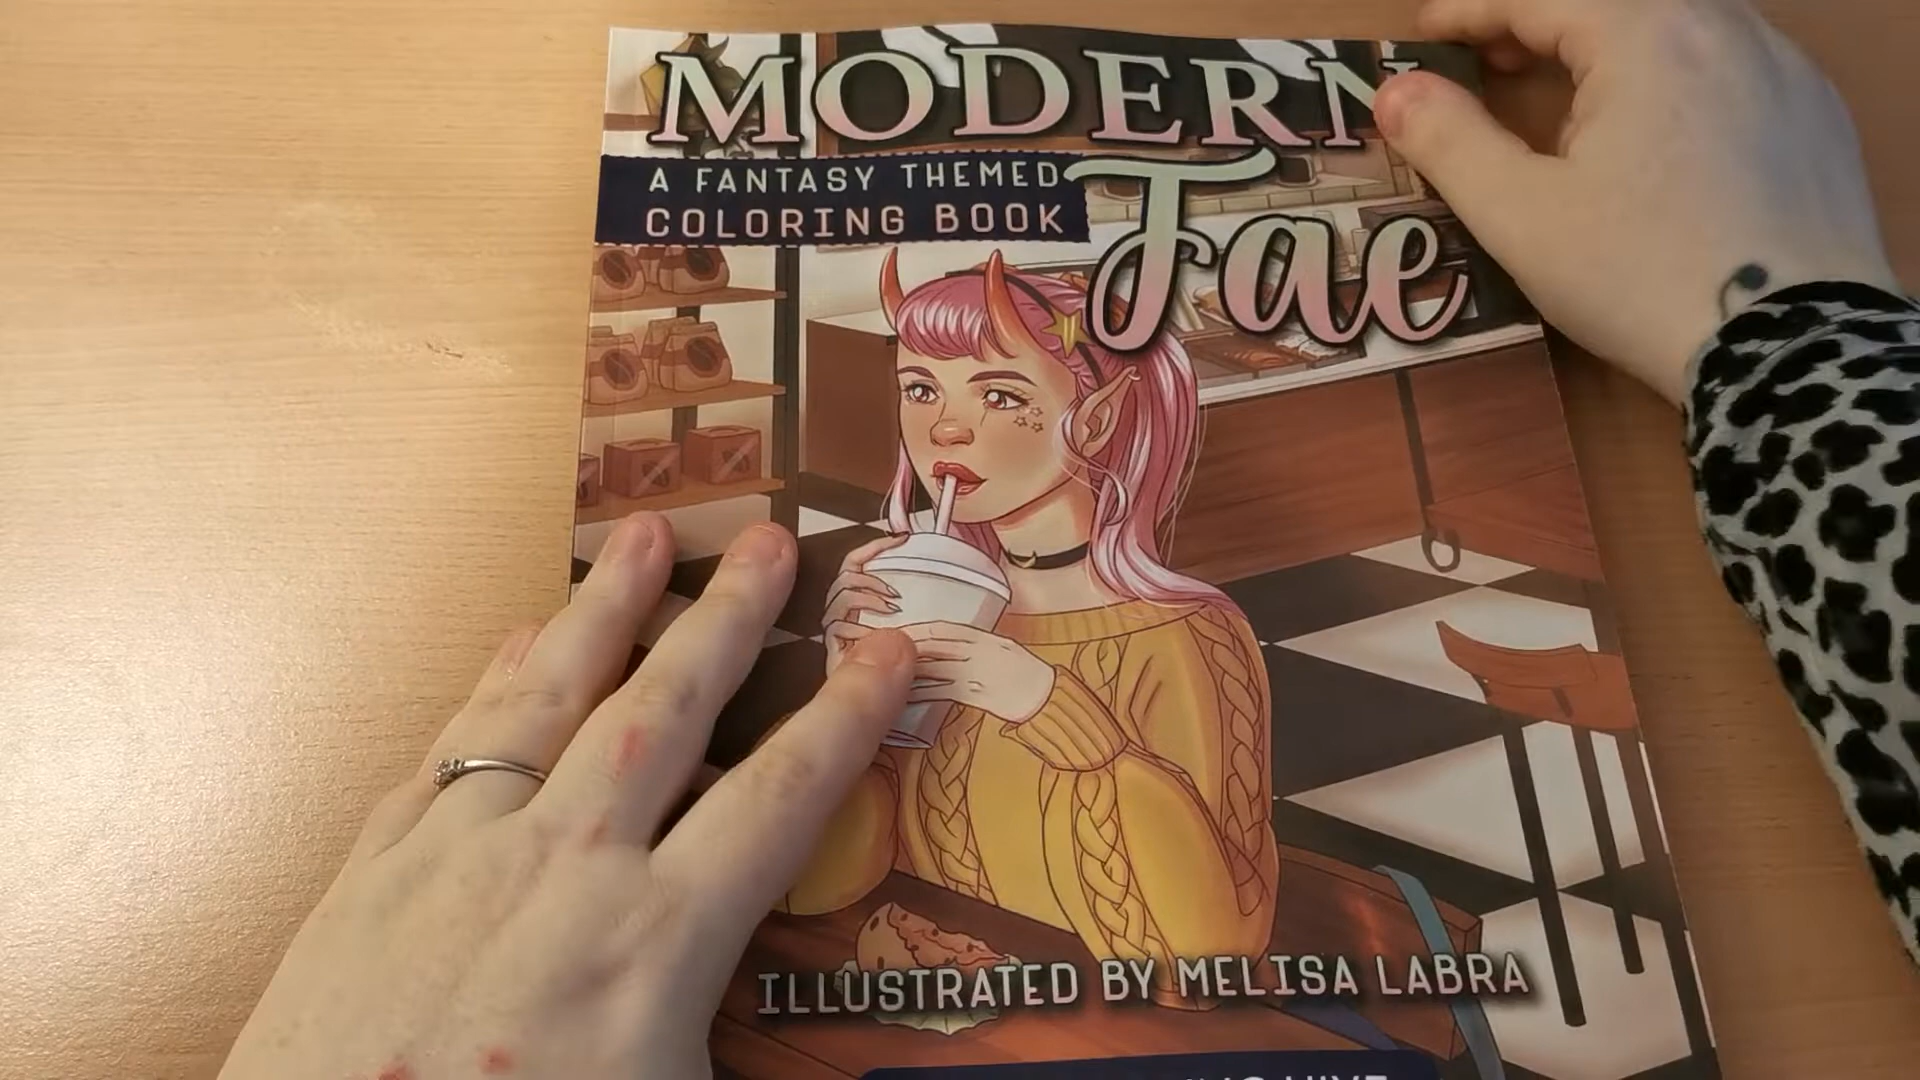 MODERN
A FANTASY THEMED
COLORING BOOK
Fae
ILLUSTRATED BY MELISA LABRA